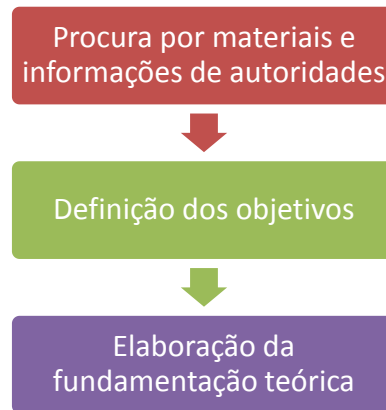 Procura por materiais e
informações de autoridades
Definição dos objetivos
Elaboração da
fundamentação teórica